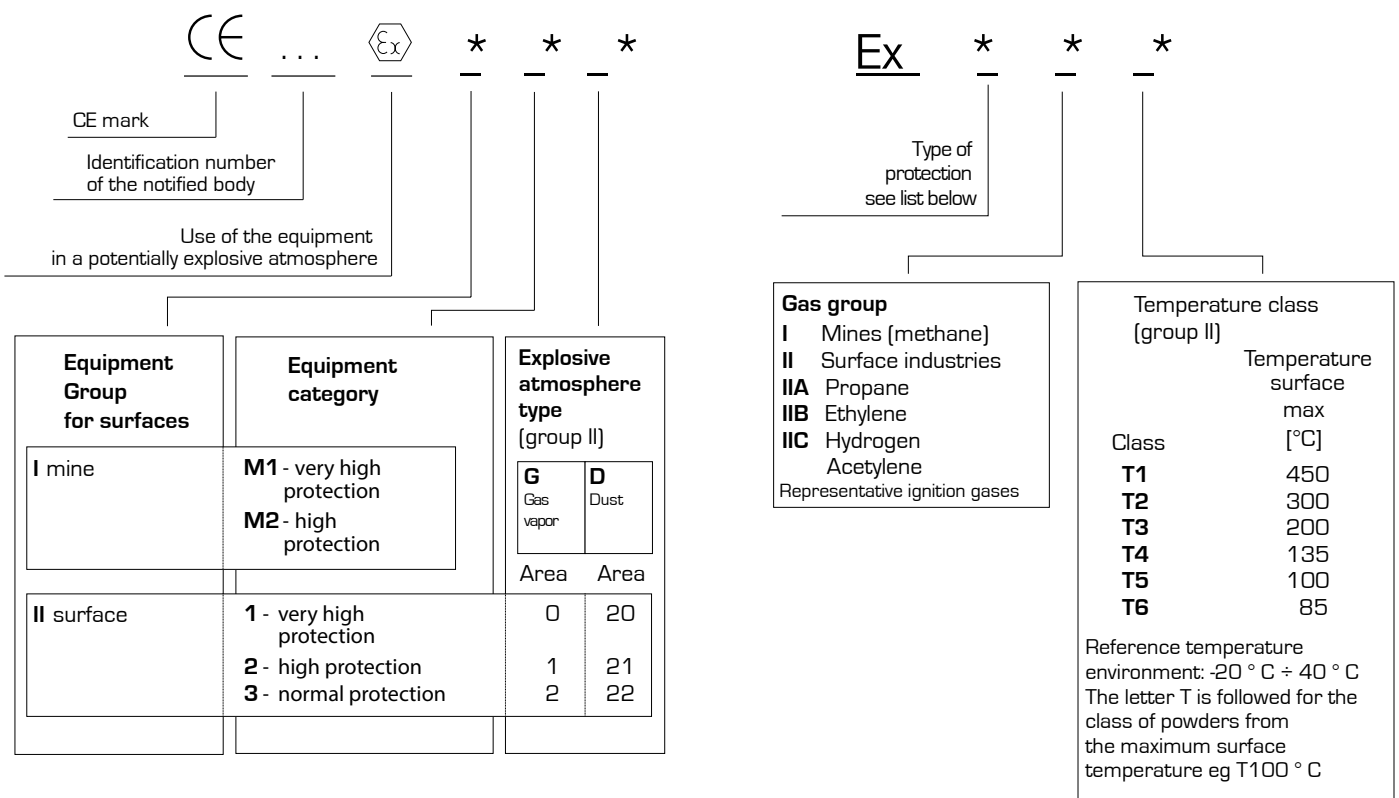 CE ... Ex * * *
CE mark
Identification number
of the notified body
Use of the equipment
in a potentially explosive atmosphere
Equipment
Group
for surfaces
Equipment
category
Explosive
atmosphere
type
(group II)
I mine
M1 - very high
protection
M2 - high
protection
G
Gas
vapor
D
Dust
Area Area
II surface
1 - very high
protection
0 20
2 - high protection 1 21
3 - normal protection 2 22
Ex * * *
Type of
protection
see list below
Gas group
I Mines (methane)
II Surface industries
IIA Propane
IIB Ethylene
IIC Hydrogen
Acetylene
Representative ignition gases
Temperature class
(group II)
Temperature
surface
max
Class [°C]
T1 450
T2 300
T3 200
T4 135
T5 100
T6 85
Reference temperature
environment: -20 ° C ÷ 40 ° C
The letter T is followed for the
class of powders from
the maximum surface
temperature eg T100 ° C